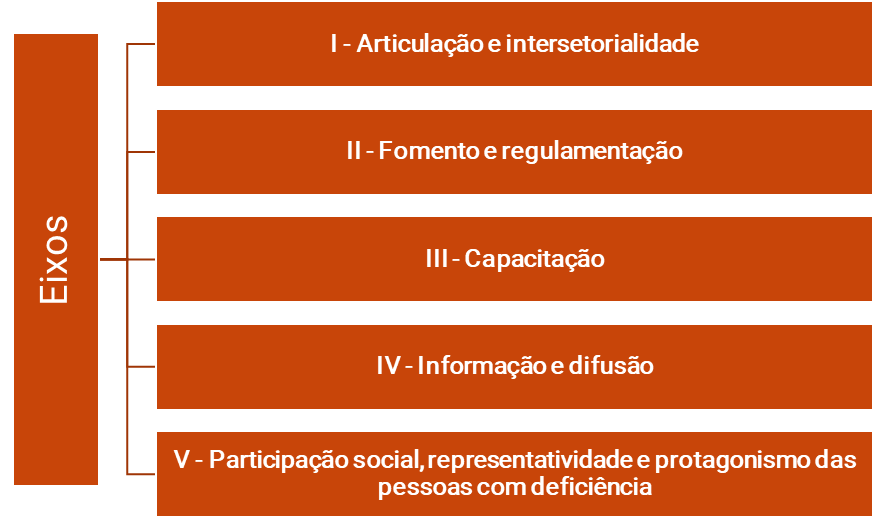 Eixos
I - Articulação e intersetorialidade
II - Fomento e regulamentação
III - Capacitação
IV - Informação e difusão
V - Participação social, representatividade e protagonismo das
pessoas com deficiência